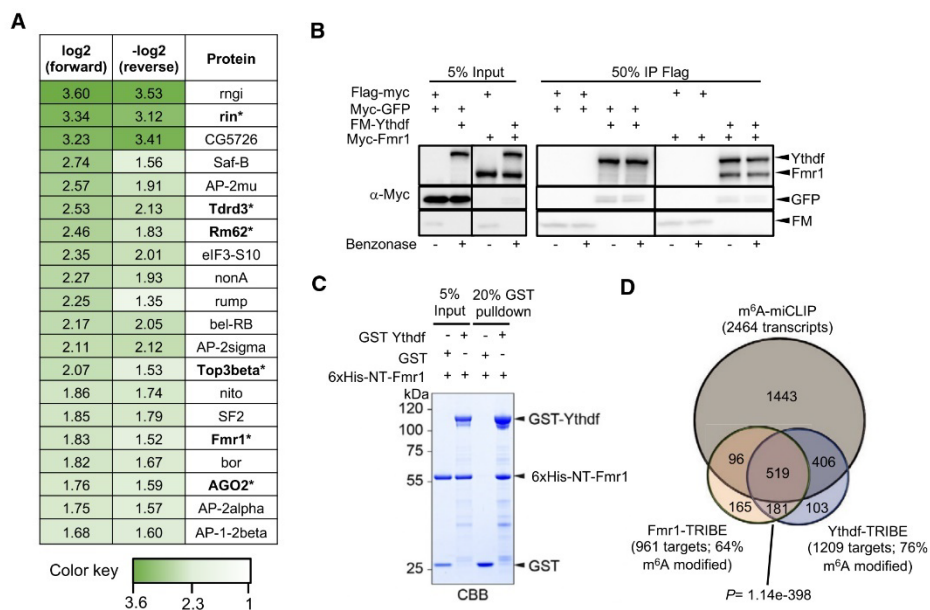 A
log2 (forward) -log2 (reverse) Protein
3.60 3.53 rngi
3.34 3.12 rin*
3.23 3.41 CG5726
2.74 1.56 Saf-B
2.57 1.91 AP-2mu
2.53 2.13 Tdrd3*
2.46 1.83 Rm62*
2.35 2.01 eIF3-S10
2.27 1.93 nonA
2.25 1.35 rump
2.17 2.05 bel-RB
2.11 2.12 AP-2sigma
2.07 1.53 Top3beta*
1.86 1.74 nito
1.85 1.79 SF2
1.83 1.52 Fmr1*
1.82 1.67 bor
1.76 1.59 AGO2*
1.75 1.57 AP-2alpha
1.68 1.60 AP-1-2beta
Color key
3.6 2.3 1
B
5% Input 50% IP Flag
Flag-myc + + + + + +
Myc-GFP + + + + + +
FM-Ythdf + + + + + +
Myc-Fmr1 + + + + + +
Ythdf
Fmr1
α-Myc
GFP
FM
Benzonase - + - + - + - + - + - +
C
5% Input 20% GST pulldown
GST Ythdf - + - +
GST + - + -
6xHis-NT-Fmr1 + + + +
kDa
120
100
75
55
35
25
GST-Ythdf
6xHis-NT-Fmr1
GST
CBB
D
m⁶A-miCLIP
(2464 transcripts)
1443
96 519 406
165 181 103
Fmr1-TRIBE
(961 targets; 64%
m⁶A modified)
Ythdf-TRIBE
(1209 targets; 76%
m⁶A modified)
P= 1.14e-398